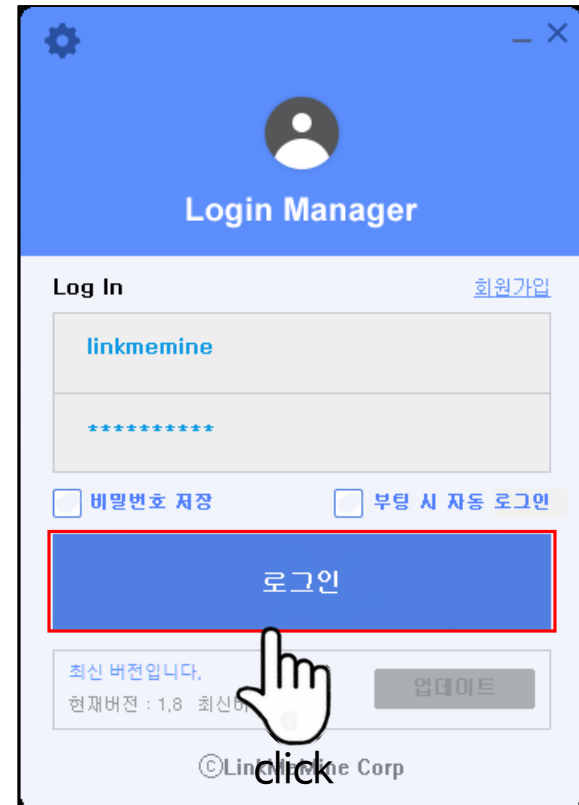 Login Manager
Log In 회원가입
linkmemine
**********
비밀번호 저장 부팅 시 자동 로그인
로그인
최신 버전입니다.
현재버전 : 1.8 업데이트
click
Corp